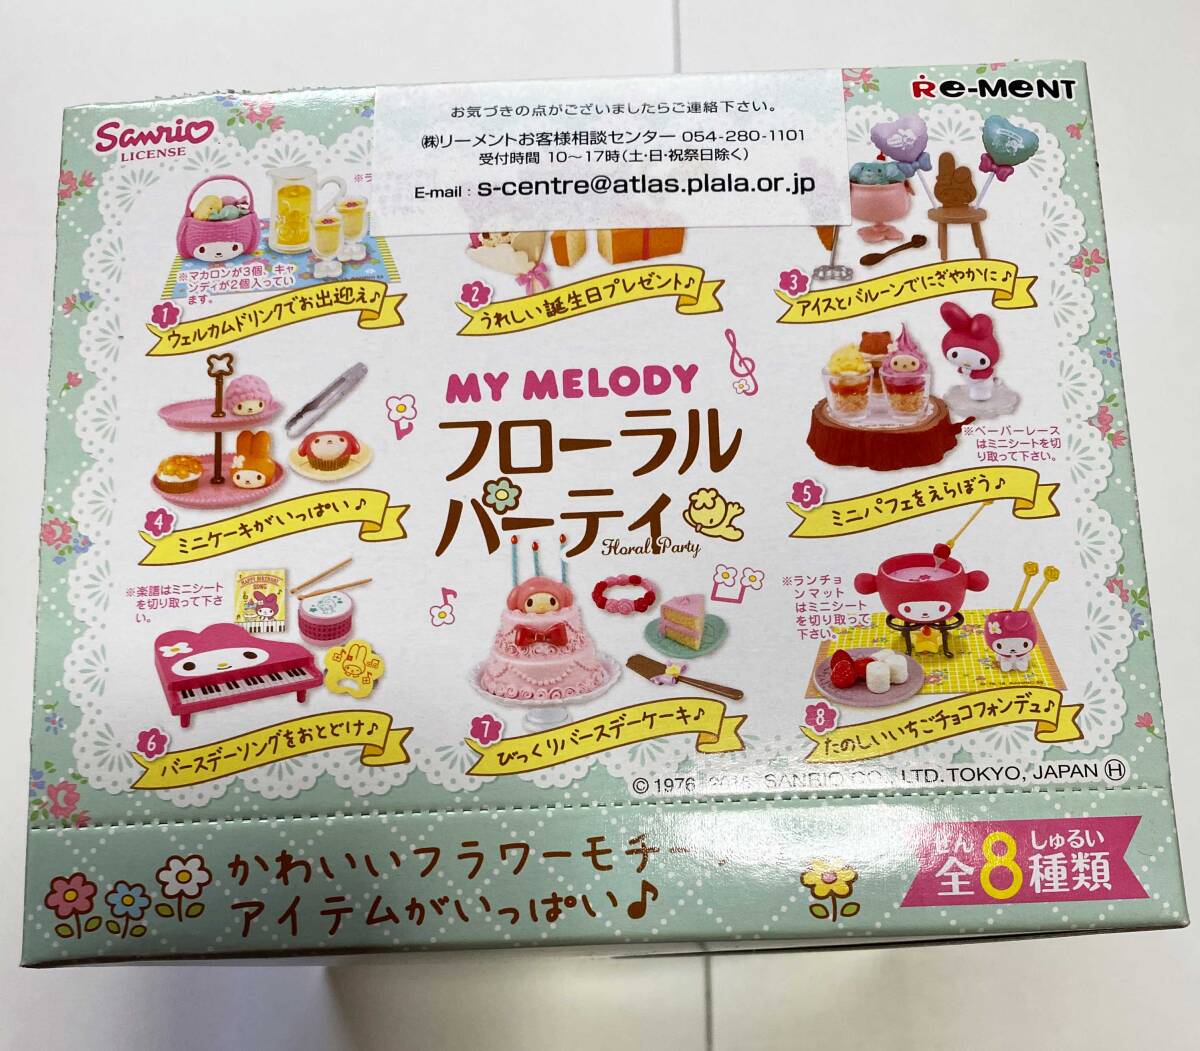 Sanrio
LICENSE
Re-MeNT
お気づきの点がございましたらご連絡下さい。
㈱リーメントお客様相談センター 054-280-1101
受付時間 10～17時(土・日・祝祭日除く)
E-mail : s-centre@atlas.plala.or.jp
※マカロンが3個、キャ
ンディが2個入ってい
ます。
1
ウェルカムドリンクでお出迎え♪
2
うれしい誕生日プレゼント♪
3
アイスとバルーンでにぎやかに♪
MY MELODY
フローラル
パーティ
Floral Party
4
ミニケーキがいっぱい♪
※ペーパーレース
はミニシートを切
り取って下さい。
5
ミニパフェをえらぼう♪
※楽譜はミニシート
を切り取って下さ
い。
HAPPY BIRTHDAY
SONG
6
バースデーソングをおとどけ♪
7
びっくりバースデーケーキ♪
※ランチョ
ンマット
はミニシート
を切り取って
下さい。
8
たのしいいちごチョコフォンデュ♪
© 1976, SANRIO CO., LTD. TOKYO, JAPAN Ⓗ
かわいいフラワーモチー
アイテムがいっぱい♪
ぜん しゅるい
全8種類